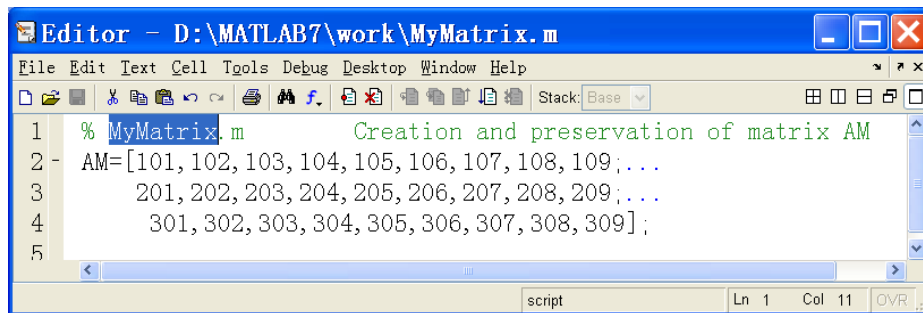 Editor - D:\MATLAB7\work\MyMatrix.m
File Edit Text Cell Tools Debug Desktop Window Help
Stack: Base
1 % MyMatrix.m Creation and preservation of matrix AM
2 - AM=[101,102,103,104,105,106,107,108,109;...
3 201,202,203,204,205,206,207,208,209;...
4 301,302,303,304,305,306,307,308,309];
5
script Ln 1 Col 11 OVR